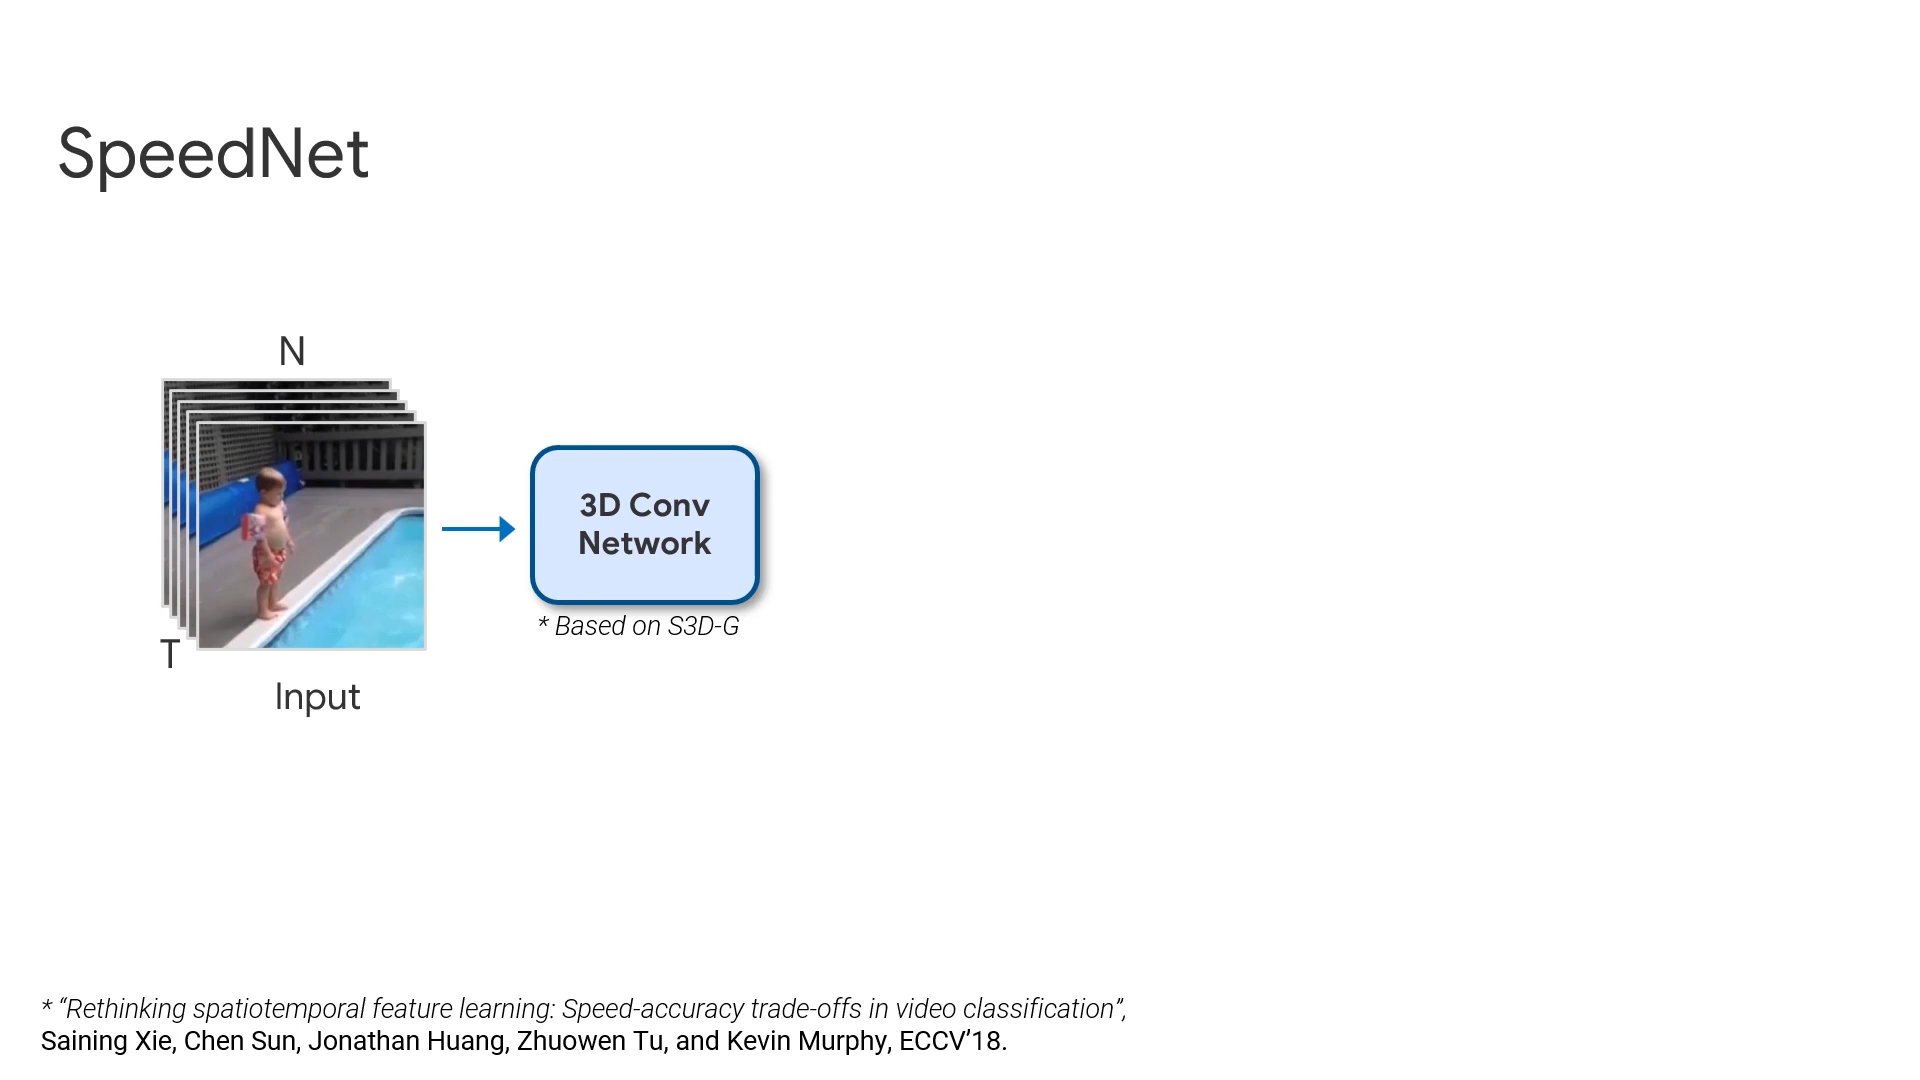 SpeedNet
N
3D Conv
Network
* Based on S3D-G
T
Input
* “Rethinking spatiotemporal feature learning: Speed-accuracy trade-offs in video classification”,
Saining Xie, Chen Sun, Jonathan Huang, Zhuowen Tu, and Kevin Murphy, ECCV’18.